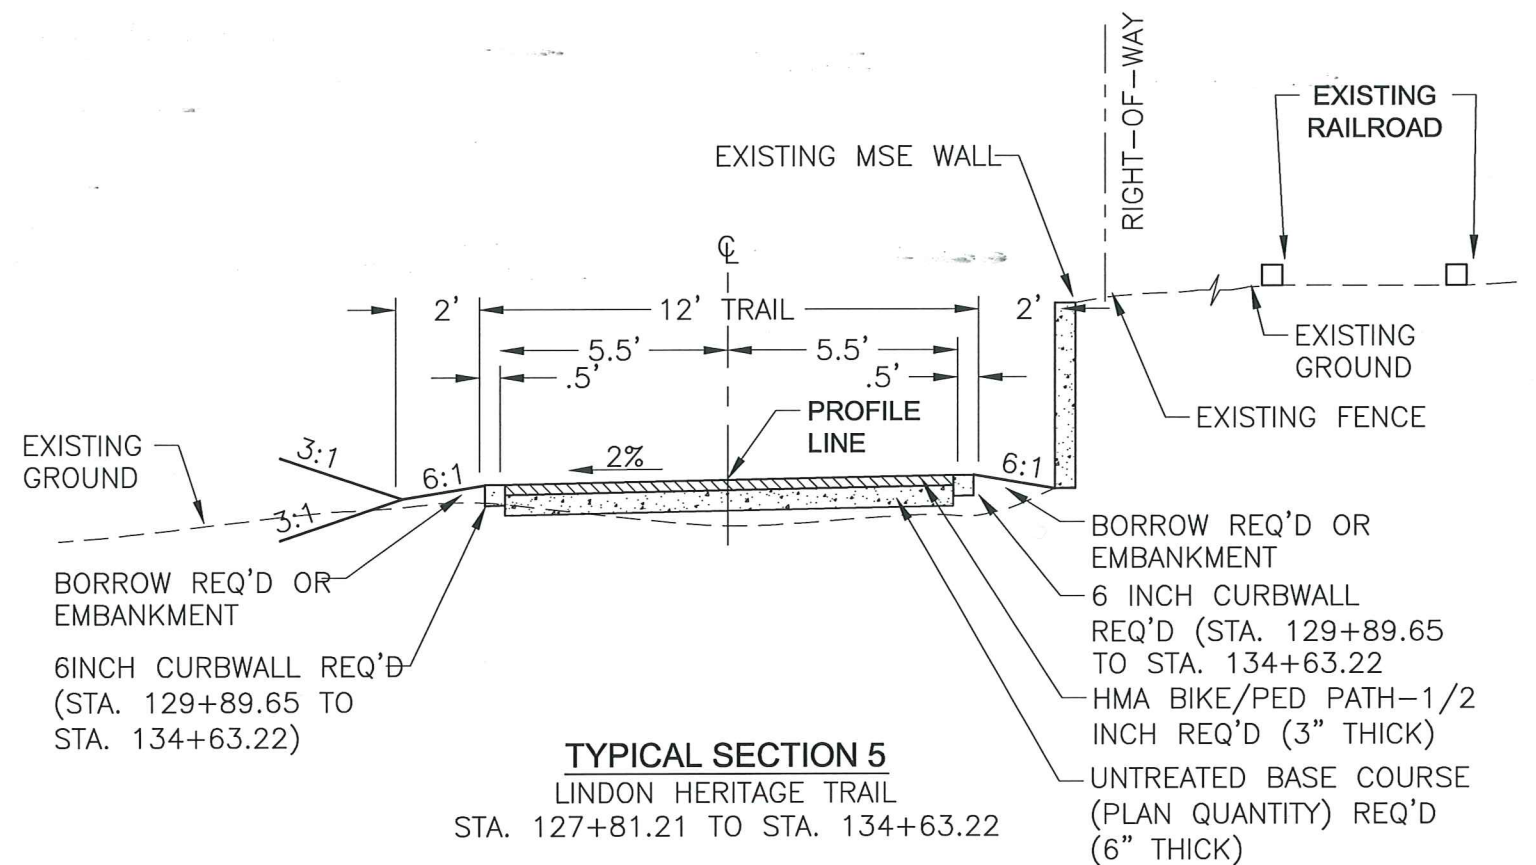 RIGHT-OF-WAY
EXISTING
RAILROAD
EXISTING MSE WALL
℄
2'
12' TRAIL
2'
5.5'
5.5'
.5'
.5'
EXISTING
GROUND
EXISTING FENCE
PROFILE
LINE
EXISTING
GROUND
3:1
6:1
2%
6:1
3:1
BORROW REQ'D OR
EMBANKMENT
BORROW REQ'D OR
EMBANKMENT
6 INCH CURBWALL
REQ'D (STA. 129+89.65
TO STA. 134+63.22
6INCH CURBWALL REQ'D
(STA. 129+89.65 TO
STA. 134+63.22)
HMA BIKE/PED PATH-1/2
INCH REQ'D (3" THICK)
UNTREATED BASE COURSE
(PLAN QUANTITY) REQ'D
(6" THICK)
TYPICAL SECTION 5
LINDON HERITAGE TRAIL
STA. 127+81.21 TO STA. 134+63.22